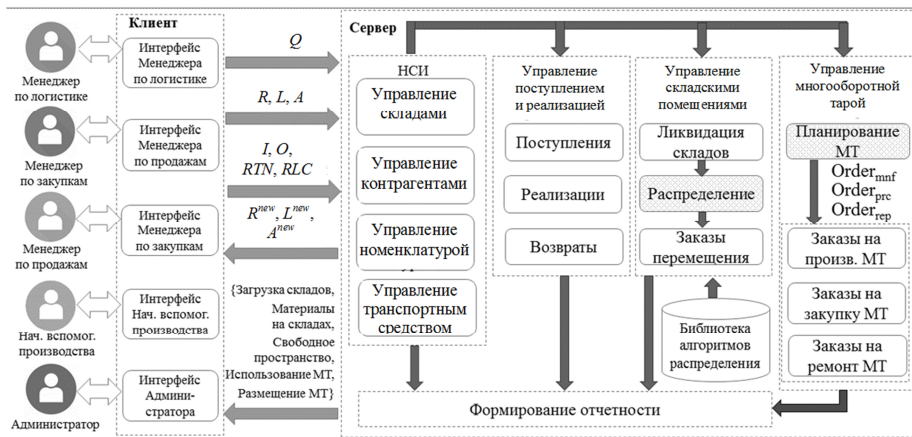 Клиент
Менеджер
по логистике
Менеджер
по закупкам
Менеджер
по продажам
Нач. вспомог.
производства
Администратор
Интерфейс
Менеджера
по логистике
Интерфейс
Менеджера
по продажам
Интерфейс
Менеджера
по закупкам
Интерфейс
Нач. вспомог.
производства
Интерфейс
Админи-
стратора
Q
R, L, A
I, O,
RTN, RLC
R^new, L^new,
A^new
{Загрузка складов,
Материалы
на складах,
Свободное
пространство,
Использование МТ,
Размещение МТ}
Сервер
НСИ
Управление
складами
Управление
контрагентами
Управление
номенклатурой
Управление
транспортным
средством
Управление
поступлением
и реализацией
Поступления
Реализации
Возвраты
Управление
складскими
помешениями
Ликвидация
складов
Распределение
Заказы
перемещения
Библиотека
алгоритмов
распределения
Управление
многооборотной
тарой
Планирование
МТ
Order_mnf
Order_prc
Order_rep
Заказы на
произв. МТ
Заказы на
закупку МТ
Заказы на
ремонт МТ
Формирование отчетности